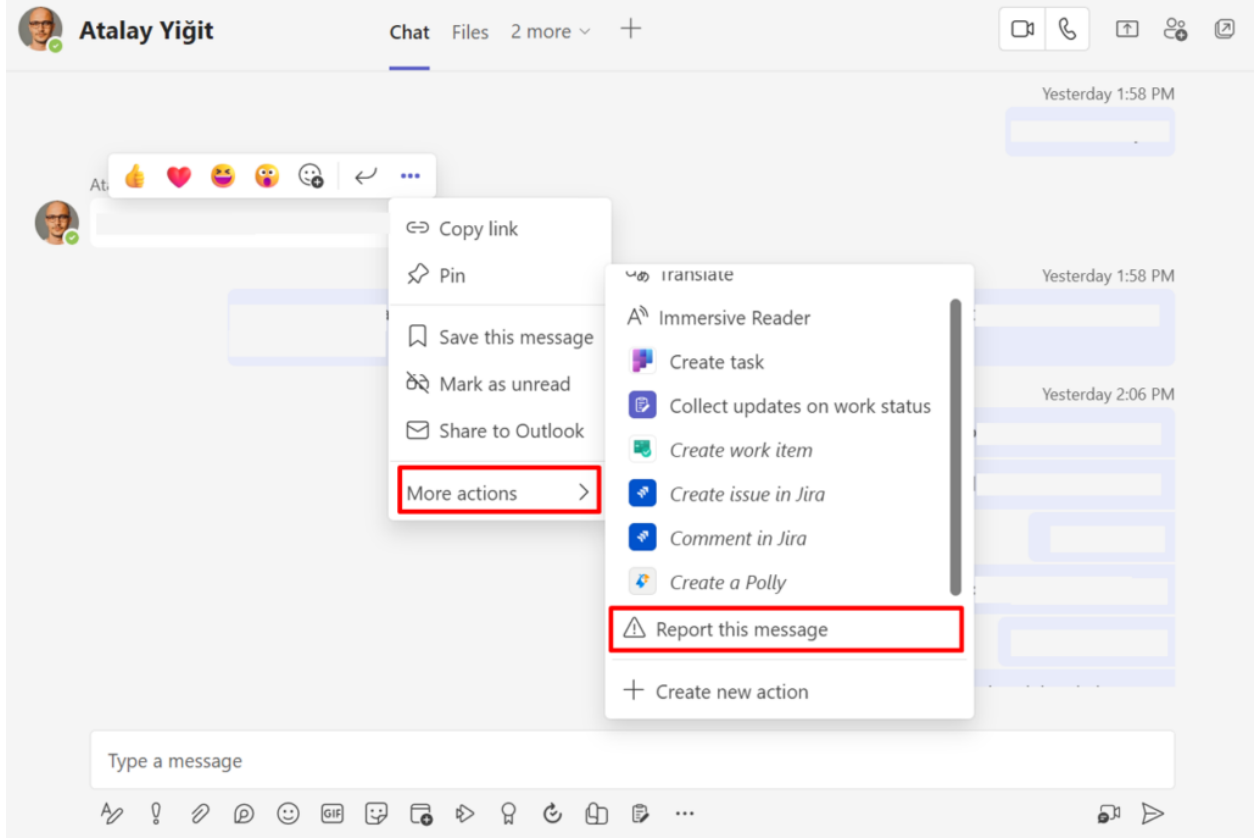 Atalay Yiğit
Chat Files 2 more
Yesterday 1:58 PM
Copy link
Pin
Save this message
Mark as unread
Share to Outlook
More actions
Translate
Immersive Reader
Create task
Collect updates on work status
Create work item
Create issue in Jira
Comment in Jira
Create a Polly
Report this message
Create new action
Yesterday 1:58 PM
Yesterday 2:06 PM
Type a message
GIF